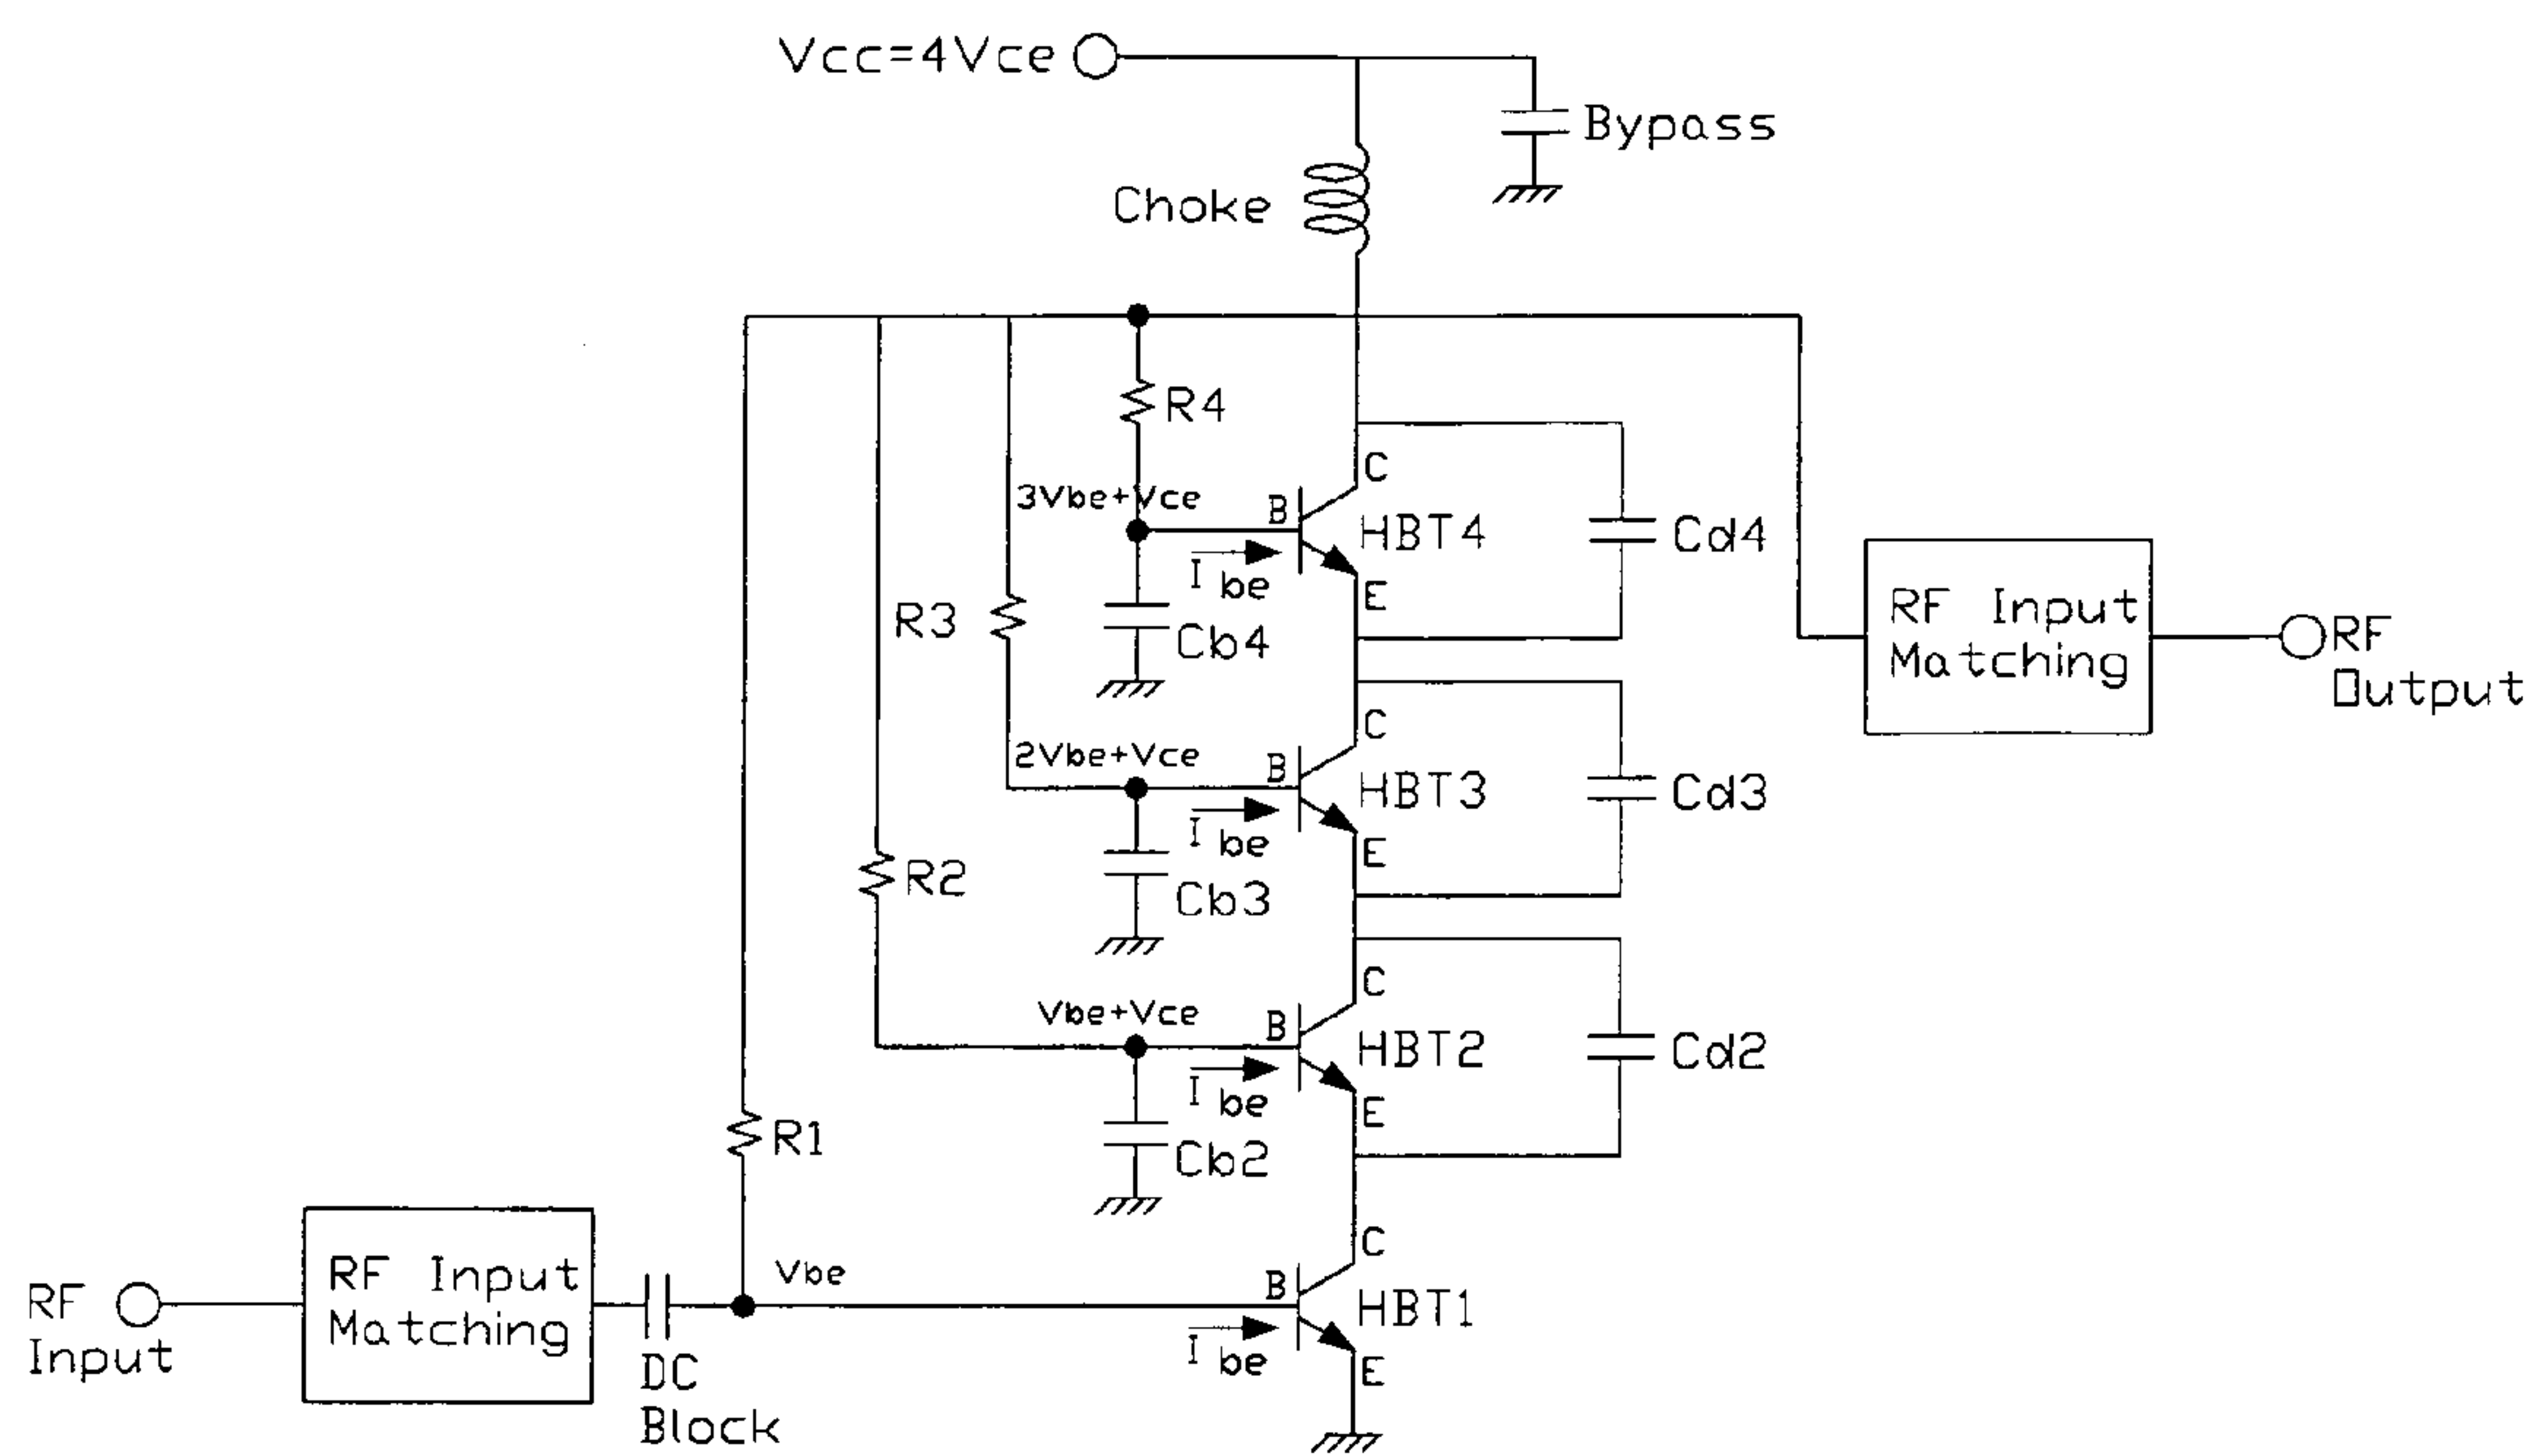 Vcc=4Vce
Bypass
Choke
R4
C
3Vbe+Vce
B
HBT4
Cd4
I be
E
R3
Cb4
RF Input
Matching
RF
Output
C
2Vbe+Vce
B
HBT3
Cd3
I be
E
R2
Cb3
C
Vbe+Vce
B
HBT2
Cd2
I be
E
R1
Cb2
C
Vbe
B
HBT1
I be
E
RF
Input
RF Input
Matching
DC
Block